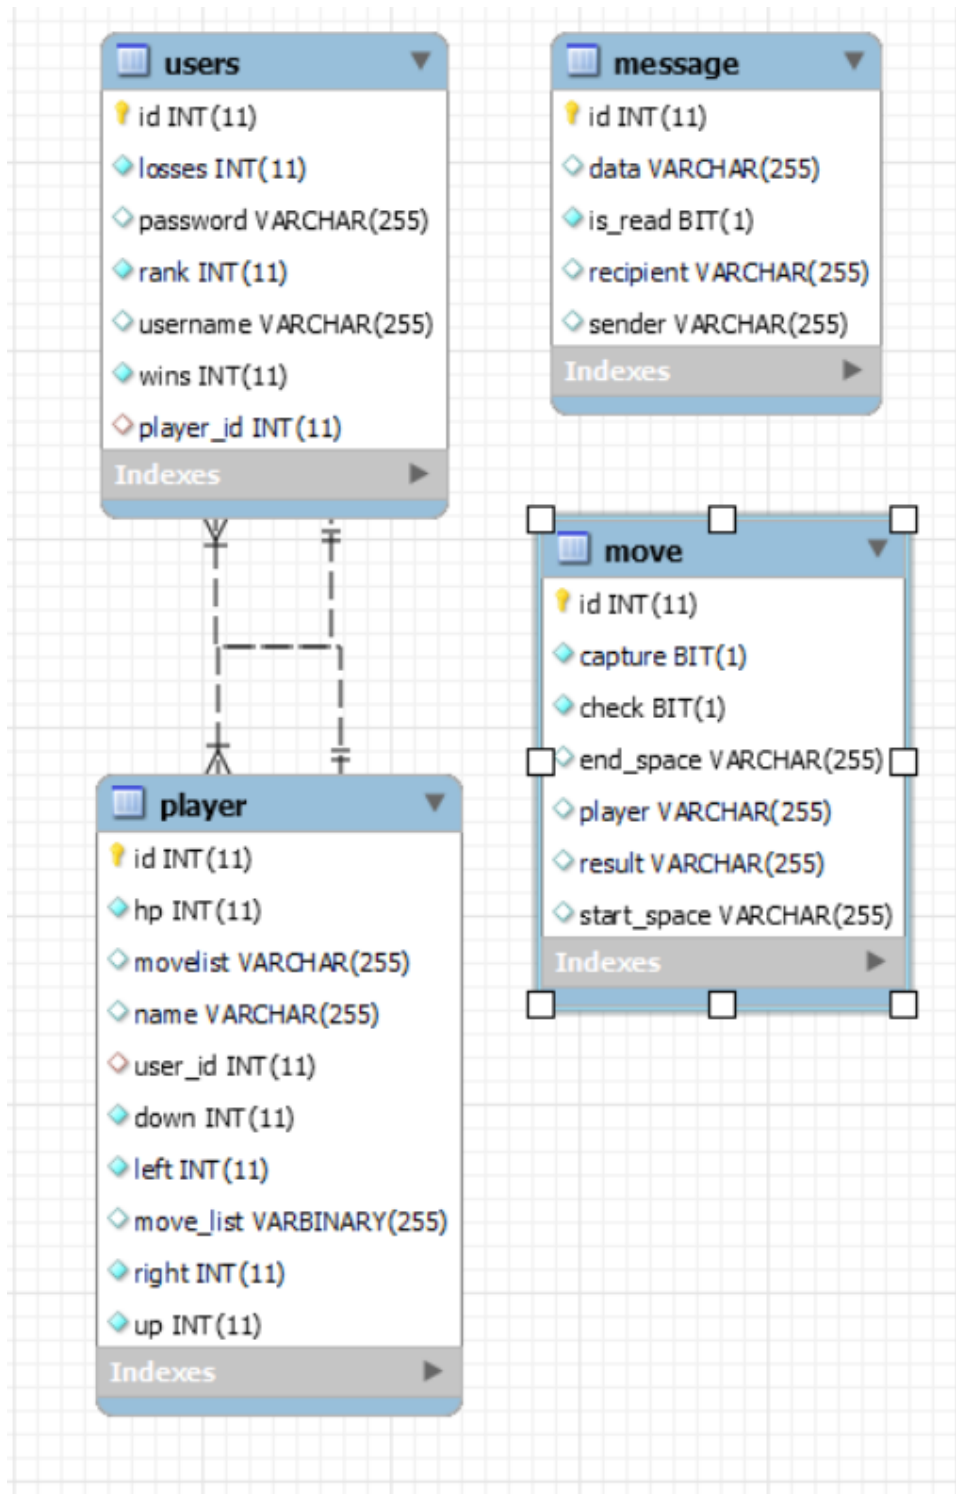 users
id INT(11)
losses INT(11)
password VARCHAR(255)
rank INT(11)
username VARCHAR(255)
wins INT(11)
player_id INT(11)
Indexes
message
id INT(11)
data VARCHAR(255)
is_read BIT(1)
recipient VARCHAR(255)
sender VARCHAR(255)
Indexes
move
id INT(11)
capture BIT(1)
check BIT(1)
end_space VARCHAR(255)
player VARCHAR(255)
result VARCHAR(255)
start_space VARCHAR(255)
Indexes
player
id INT(11)
hp INT(11)
movelist VARCHAR(255)
name VARCHAR(255)
user_id INT(11)
down INT(11)
left INT(11)
move_list VARBINARY(255)
right INT(11)
up INT(11)
Indexes